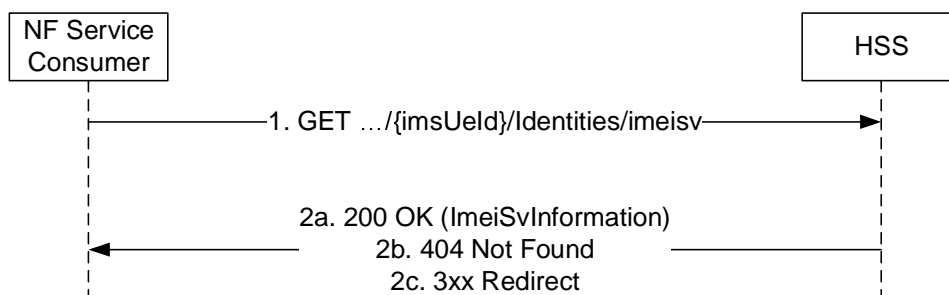 NF Service
Consumer
HSS
1. GET …/{imsUeId}/Identities/imeisv
2a. 200 OK (ImeiSvInformation)
2b. 404 Not Found
2c. 3xx Redirect